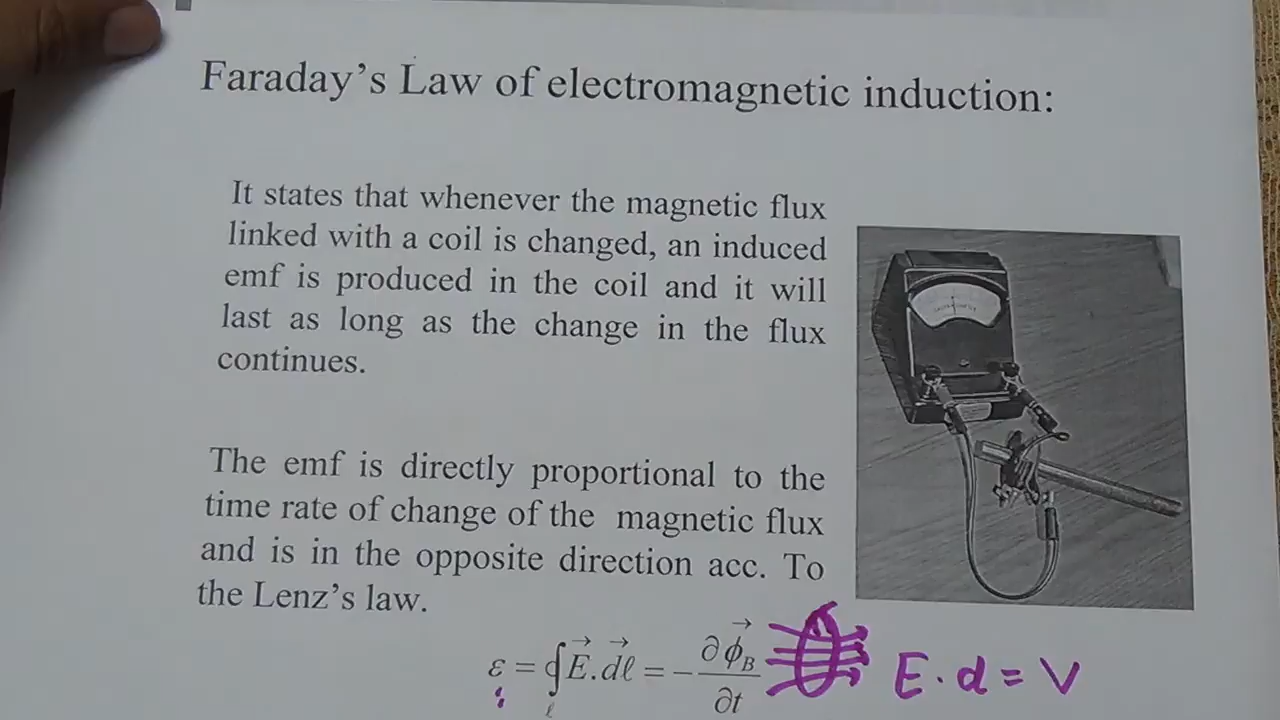 Faraday's Law of electromagnetic induction:
It states that whenever the magnetic flux
linked with a coil is changed, an induced
emf is produced in the coil and it will
last as long as the change in the flux
continues.
The emf is directly proportional to the
time rate of change of the magnetic flux
and is in the opposite direction acc. To
the Lenz's law.
ε = ∮_ℓ E⃗.dℓ⃗ = −∂ϕ⃗_B/∂t E.d = V